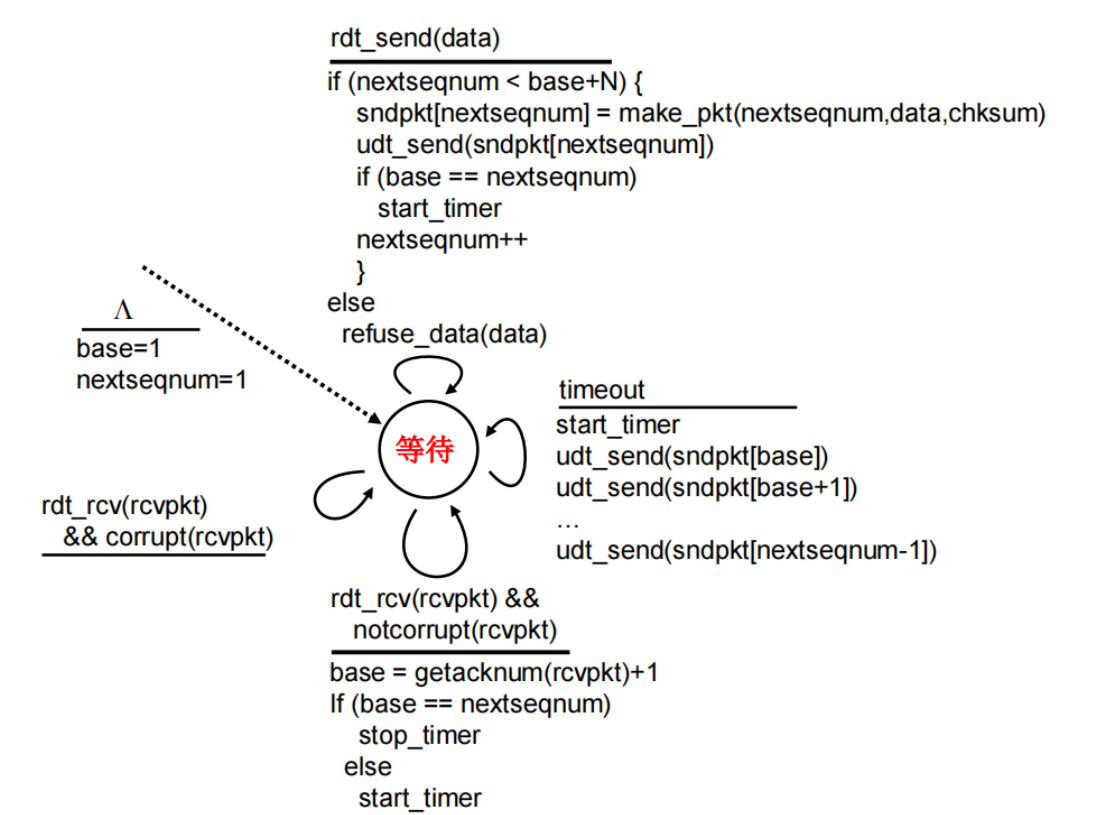 rdt_send(data)
if (nextseqnum < base+N) {
sndpkt[nextseqnum] = make_pkt(nextseqnum,data,chksum)
udt_send(sndpkt[nextseqnum])
if (base == nextseqnum)
start_timer
nextseqnum++
}
else
refuse_data(data)
Λ
base=1
nextseqnum=1
等待
timeout
start_timer
udt_send(sndpkt[base])
udt_send(sndpkt[base+1])
…
udt_send(sndpkt[nextseqnum-1])
rdt_rcv(rcvpkt)
&& corrupt(rcvpkt)
rdt_rcv(rcvpkt) &&
notcorrupt(rcvpkt)
base = getacknum(rcvpkt)+1
If (base == nextseqnum)
stop_timer
else
start_timer